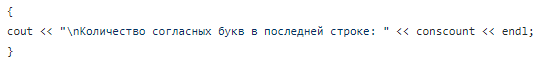 {
cout << "\nКоличество согласных букв в последней строке: " << conscount << endl;
}